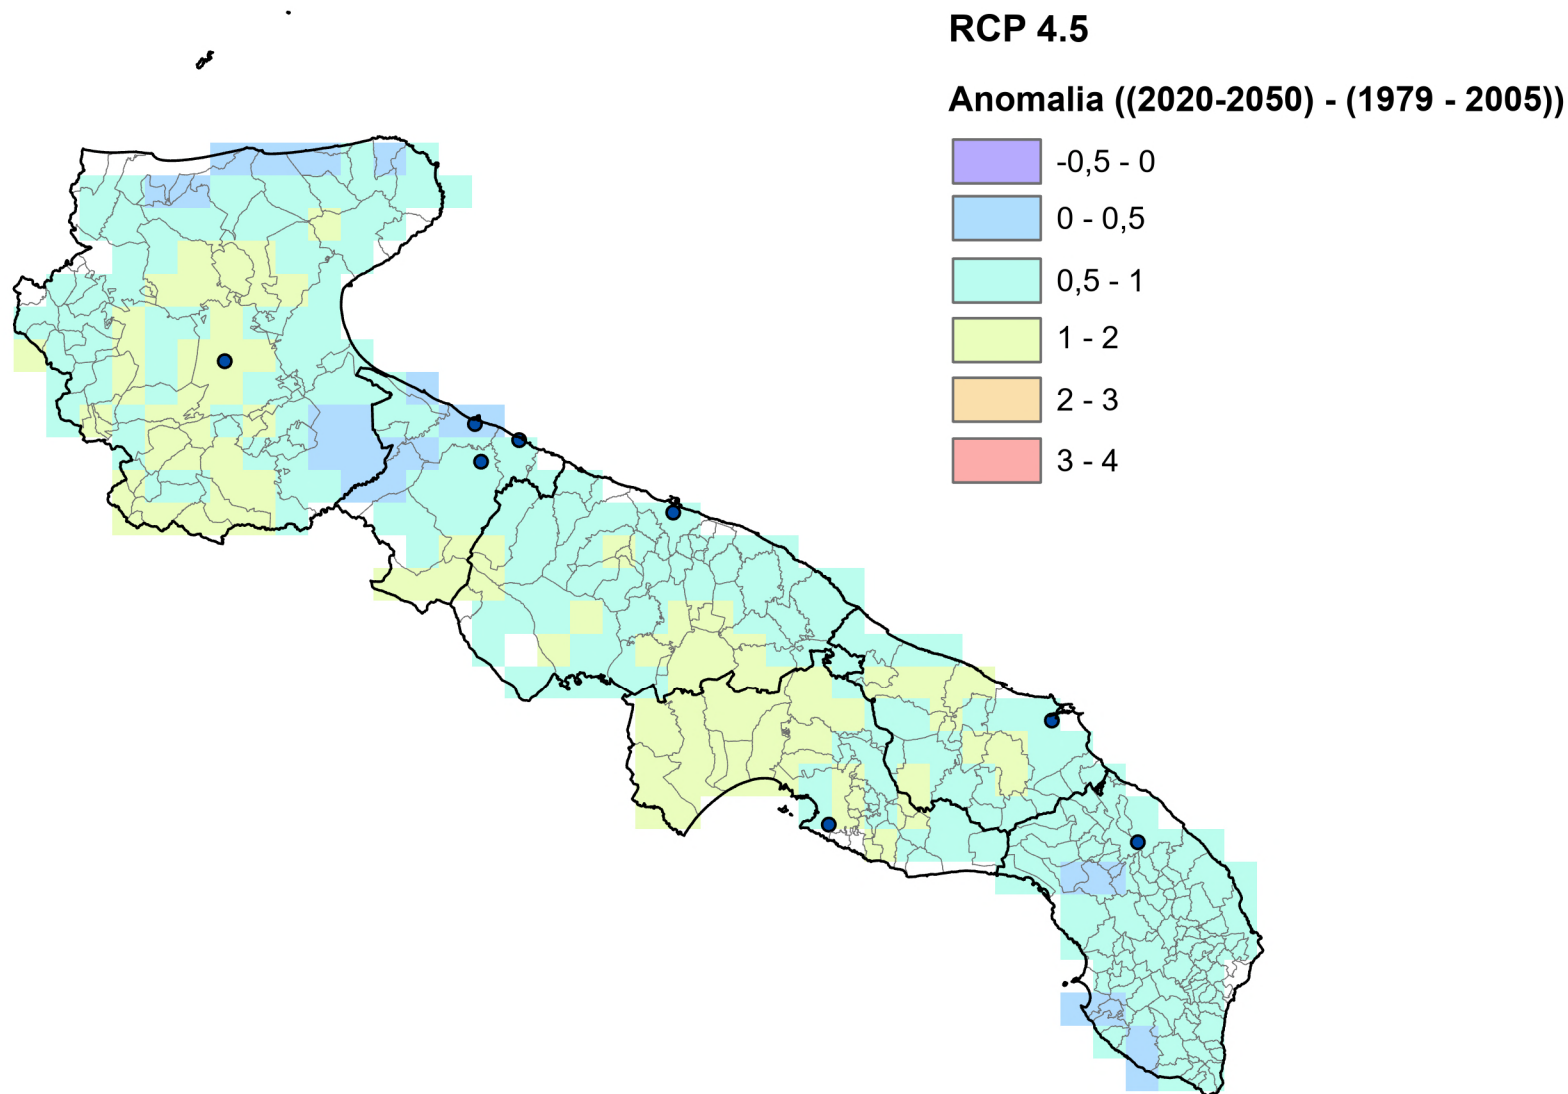 RCP 4.5
Anomalia ((2020-2050) - (1979 - 2005))
-0,5 - 0
0 - 0,5
0,5 - 1
1 - 2
2 - 3
3 - 4